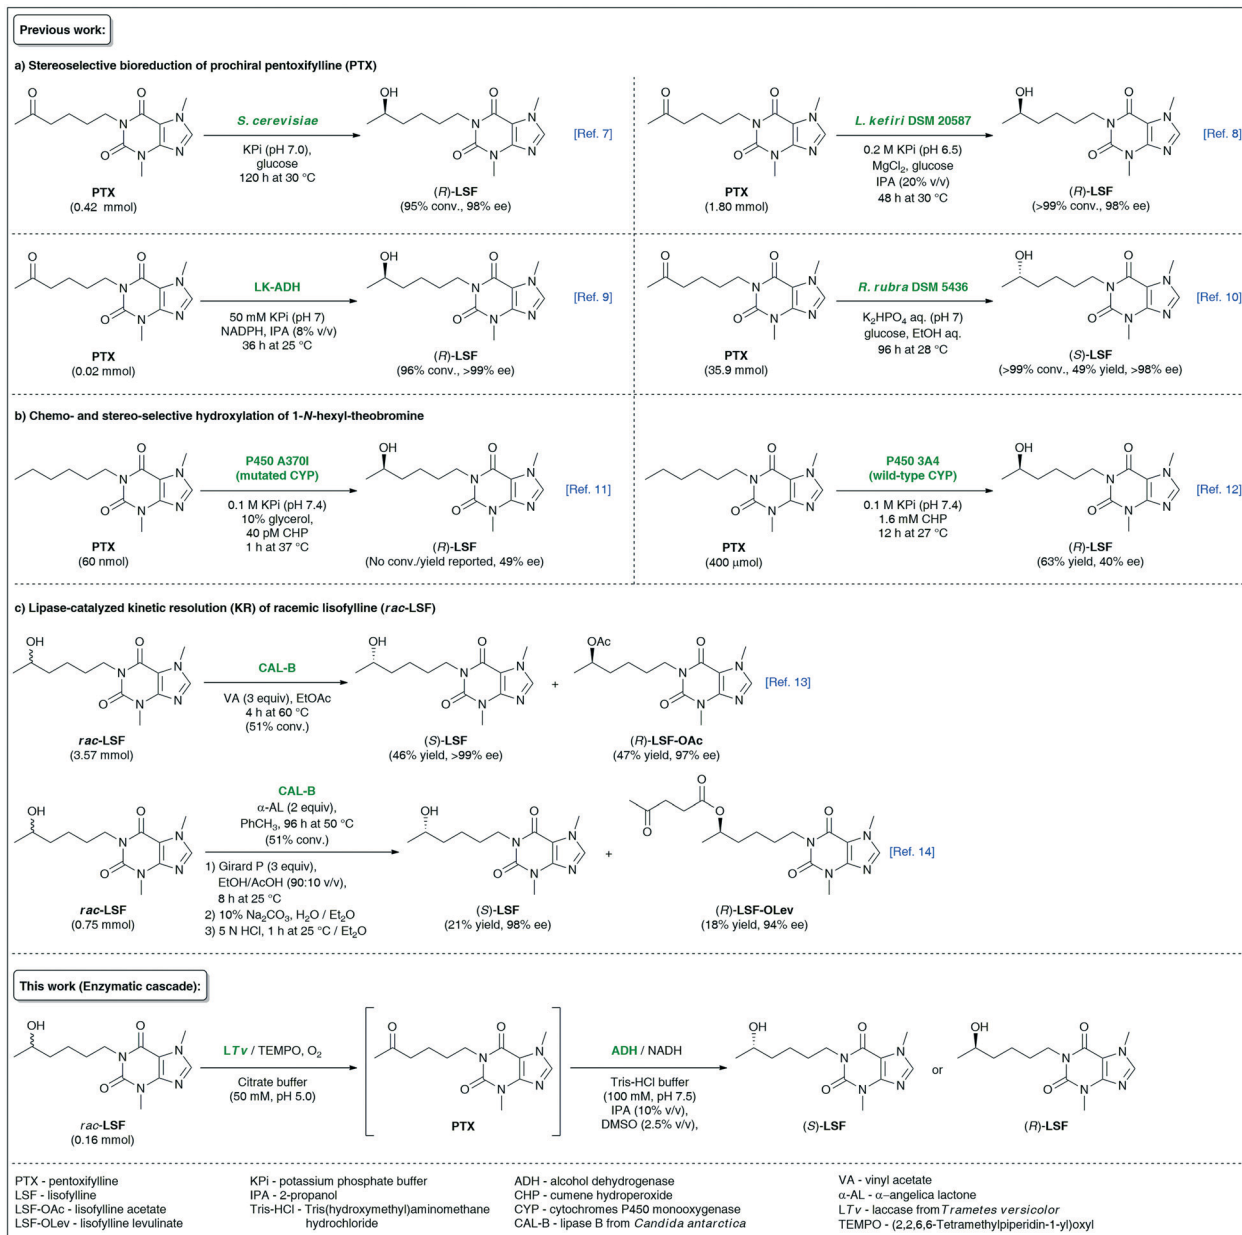 Previous work:
a) Stereoselective bioreduction of prochiral pentoxifylline (PTX)
S. cerevisiae
KPi (pH 7.0),
glucose
120 h at 30 °C
[Ref. 7]
PTX
(0.42 mmol)
(R)-LSF
(95% conv., 98% ee)
L. kefiri DSM 20587
0.2 M KPi (pH 6.5)
MgCl2, glucose
IPA (20% v/v)
48 h at 30 °C
[Ref. 8]
PTX
(1.80 mmol)
(R)-LSF
(>99% conv., 98% ee)
LK-ADH
50 mM KPi (pH 7)
NADPH, IPA (8% v/v)
36 h at 25 °C
[Ref. 9]
PTX
(0.02 mmol)
(R)-LSF
(96% conv., >99% ee)
R. rubra DSM 5436
K2HPO4 aq. (pH 7)
glucose, EtOH aq.
96 h at 28 °C
[Ref. 10]
PTX
(35.9 mmol)
(S)-LSF
(>99% conv., 49% yield, >98% ee)
b) Chemo- and stereo-selective hydroxylation of 1-N-hexyl-theobromine
P450 A370I
(mutated CYP)
0.1 M KPi (pH 7.4)
10% glycerol,
40 pM CHP
1 h at 37 °C
[Ref. 11]
PTX
(60 nmol)
(R)-LSF
(No conv./yield reported, 49% ee)
P450 3A4
(wild-type CYP)
0.1 M KPi (pH 7.4)
1.6 mM CHP
12 h at 27 °C
[Ref. 12]
PTX
(400 μmol)
(R)-LSF
(63% yield, 40% ee)
c) Lipase-catalyzed kinetic resolution (KR) of racemic lisofylline (rac-LSF)
CAL-B
VA (3 equiv), EtOAc
4 h at 60 °C
(51% conv.)
[Ref. 13]
rac-LSF
(3.57 mmol)
(S)-LSF
(46% yield, >99% ee)
+
(R)-LSF-OAc
(47% yield, 97% ee)
CAL-B
α-AL (2 equiv),
PhCH3, 96 h at 50 °C
(51% conv.)
1) Girard P (3 equiv),
EtOH/AcOH (90:10 v/v),
8 h at 25 °C
2) 10% Na2CO3, H2O / Et2O
3) 5 N HCl, 1 h at 25 °C / Et2O
[Ref. 14]
rac-LSF
(0.75 mmol)
(S)-LSF
(21% yield, 98% ee)
+
(R)-LSF-OLev
(18% yield, 94% ee)
This work (Enzymatic cascade):
LTv / TEMPO, O2
Citrate buffer
(50 mM, pH 5.0)
rac-LSF
(0.16 mmol)
PTX
ADH / NADH
Tris-HCl buffer
(100 mM, pH 7.5)
IPA (10% v/v),
DMSO (2.5% v/v),
(S)-LSF
or
(R)-LSF
PTX - pentoxifylline
LSF - lisofylline
LSF-OAc - lisofylline acetate
LSF-OLev - lisofylline levulinate
KPi - potassium phosphate buffer
IPA - 2-propanol
Tris-HCl - Tris(hydroxymethyl)aminomethane
hydrochloride
ADH - alcohol dehydrogenase
CHP - cumene hydroperoxide
CYP - cytochromes P450 monooxygenase
CAL-B - lipase B from Candida antarctica
VA - vinyl acetate
α-AL - α−angelica lactone
LTv - laccase from Trametes versicolor
TEMPO - (2,2,6,6-Tetramethylpiperidin-1-yl)oxyl